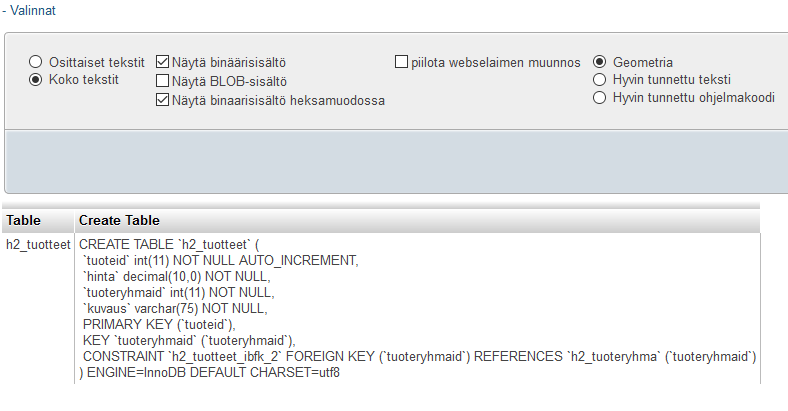 - Valinnat
Osittaiset tekstit
Koko tekstit
Näytä binäärisisältö
Näytä BLOB-sisältö
Näytä binaarisisältö heksamuodossa
piilota webselaimen muunnos
Geometria
Hyvin tunnettu teksti
Hyvin tunnettu ohjelmakoodi
Table Create Table
h2_tuotteet CREATE TABLE `h2_tuotteet` (
`tuoteid` int(11) NOT NULL AUTO_INCREMENT,
`hinta` decimal(10,0) NOT NULL,
`tuoteryhmaid` int(11) NOT NULL,
`kuvaus` varchar(75) NOT NULL,
PRIMARY KEY (`tuoteid`),
KEY `tuoteryhmaid` (`tuoteryhmaid`),
CONSTRAINT `h2_tuotteet_ibfk_2` FOREIGN KEY (`tuoteryhmaid`) REFERENCES `h2_tuoteryhma` (`tuoteryhmaid`)
) ENGINE=InnoDB DEFAULT CHARSET=utf8